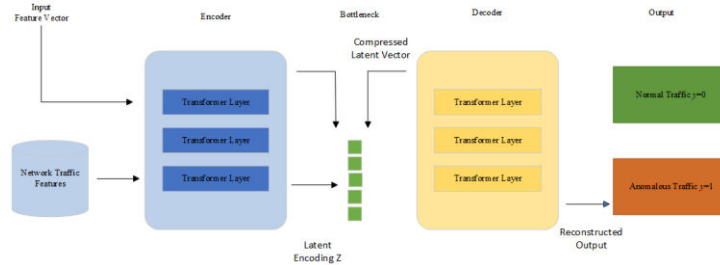 Input
Feature Vector
Encoder
Bottleneck
Decoder
Output
Compressed
Latent Vector
Transformer Layer
Transformer Layer
Transformer Layer
Network Traffic
Features
Transformer Layer
Transformer Layer
Transformer Layer
Normal Traffic y=0
Anomalous Traffic y=1
Latent
Encoding Z
Reconstructed
Output